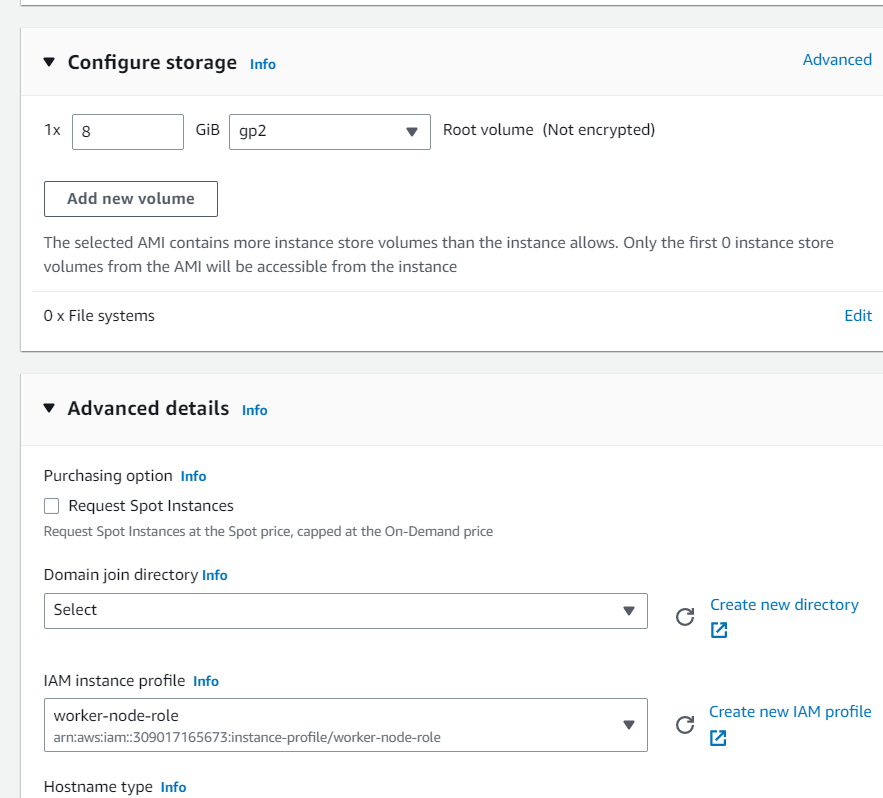 Configure storage Info Advanced
1x 8 GiB gp2 Root volume (Not encrypted)
Add new volume
The selected AMI contains more instance store volumes than the instance allows. Only the first 0 instance store
volumes from the AMI will be accessible from the instance
0 x File systems Edit
Advanced details Info
Purchasing option Info
Request Spot Instances
Request Spot Instances at the Spot price, capped at the On-Demand price
Domain join directory Info
Select Create new directory
IAM instance profile Info
worker-node-role Create new IAM profile
arn:aws:iam::309017165673:instance-profile/worker-node-role
Hostname type Info